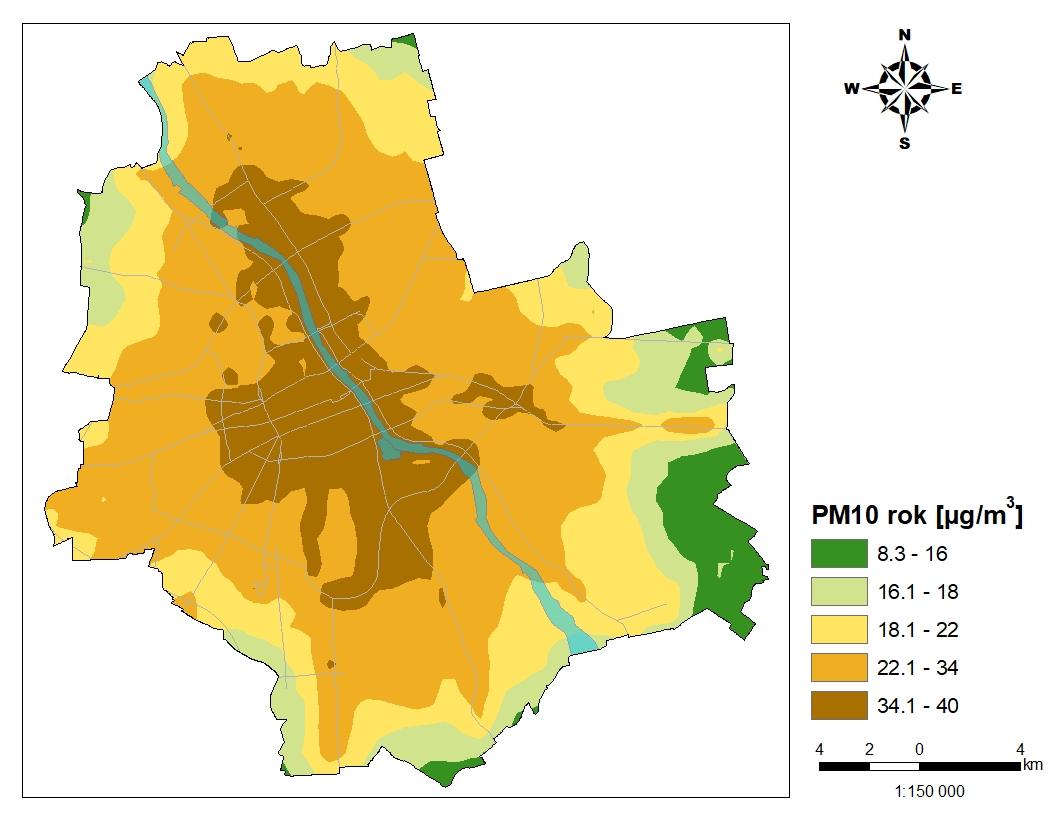 N
W E
S
PM10 rok [µg/m³]
8.3 - 16
16.1 - 18
18.1 - 22
22.1 - 34
34.1 - 40
4 2 0 4
km
1:150 000